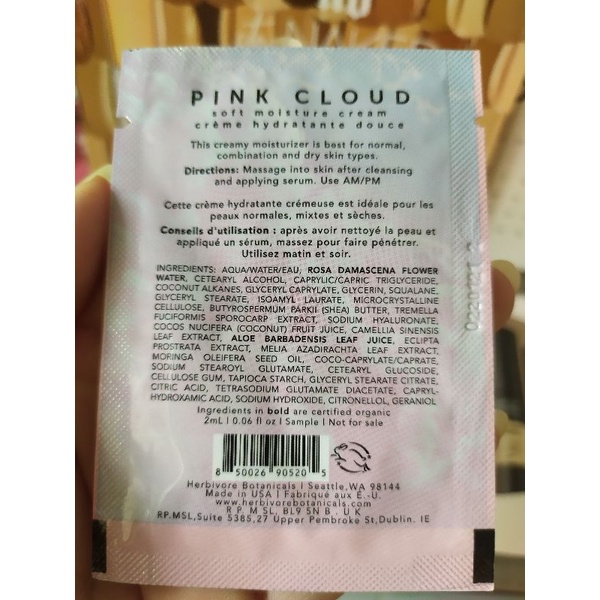 PINK CLOUD
soft moisture cream
crème hydratante douce
This creamy moisturizer is best for normal,
combination and dry skin types.
Directions: Massage into skin after cleansing
and applying serum. Use AM/PM
Cette crème hydratante crémeuse est idéale pour les
peaux normales, mixtes et sèches.
Conseils d'utilisation : après avoir nettoyé la peau et
appliqué un sérum, massez pour faire pénétrer.
Utilisez matin et soir.
INGREDIENTS: AQUA/WATER/EAU, ROSA DAMASCENA FLOWER
WATER, CETEARYL ALCOHOL, CAPRYLIC/CAPRIC TRIGLYCERIDE,
COCONUT ALKANES, GLYCERYL CAPRYLATE, GLYCERIN, SQUALANE,
GLYCERYL STEARATE, ISOAMYL LAURATE, MICROCRYSTALLINE
CELLULOSE, BUTYROSPERMUM PARKII (SHEA) BUTTER, TREMELLA
FUCIFORMIS SPOROCARP EXTRACT, SODIUM HYALURONATE,
COCOS NUCIFERA (COCONUT) FRUIT JUICE, CAMELLIA SINENSIS
LEAF EXTRACT, ALOE BARBADENSIS LEAF JUICE, ECLIPTA
PROSTRATA EXTRACT, MELIA AZADIRACHTA LEAF EXTRACT,
MORINGA OLEIFERA SEED OIL, COCO-CAPRYLATE/CAPRATE,
SODIUM STEAROYL GLUTAMATE, CETEARYL GLUCOSIDE,
CELLULOSE GUM, TAPIOCA STARCH, GLYCERYL STEARATE CITRATE,
CITRIC ACID, TETRASODIUM GLUTAMATE DIACETATE, CAPRYL-
HYDROXAMIC ACID, SODIUM HYDROXIDE, CITRONELLOL, GERANIOL
Ingredients in bold are certified organic
2mL | 0.06 fl oz | Sample | Not for sale
8 50026 90520 5
Herbivore Botanicals | Seattle, WA 98144
Made in USA | Fabriqué aux É.-U.
www.herbivorebotanicals.com
R.P. M SL, BL9 5N B . UK
RP.MSL,Suite 5385,27 Upper Pembroke St,Dublin. IE